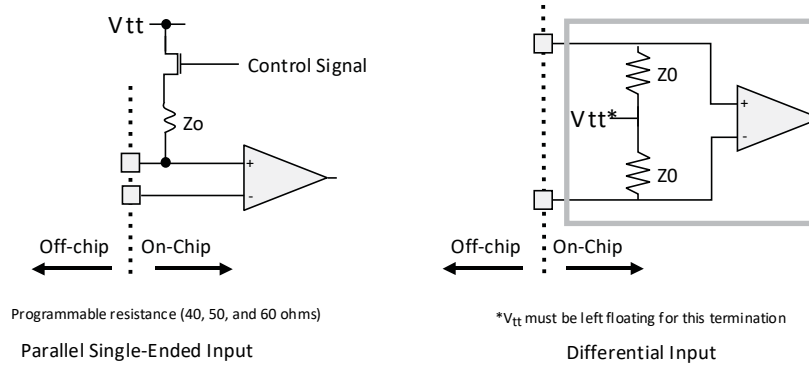 Vtt
Control Signal
Zo
+
-
Off-chip
On-Chip
Programmable resistance (40, 50, and 60 ohms)
Parallel Single-Ended Input
Z0
Vtt*
Z0
+
-
Off-chip
On-Chip
*Vtt must be left floating for this termination
Differential Input